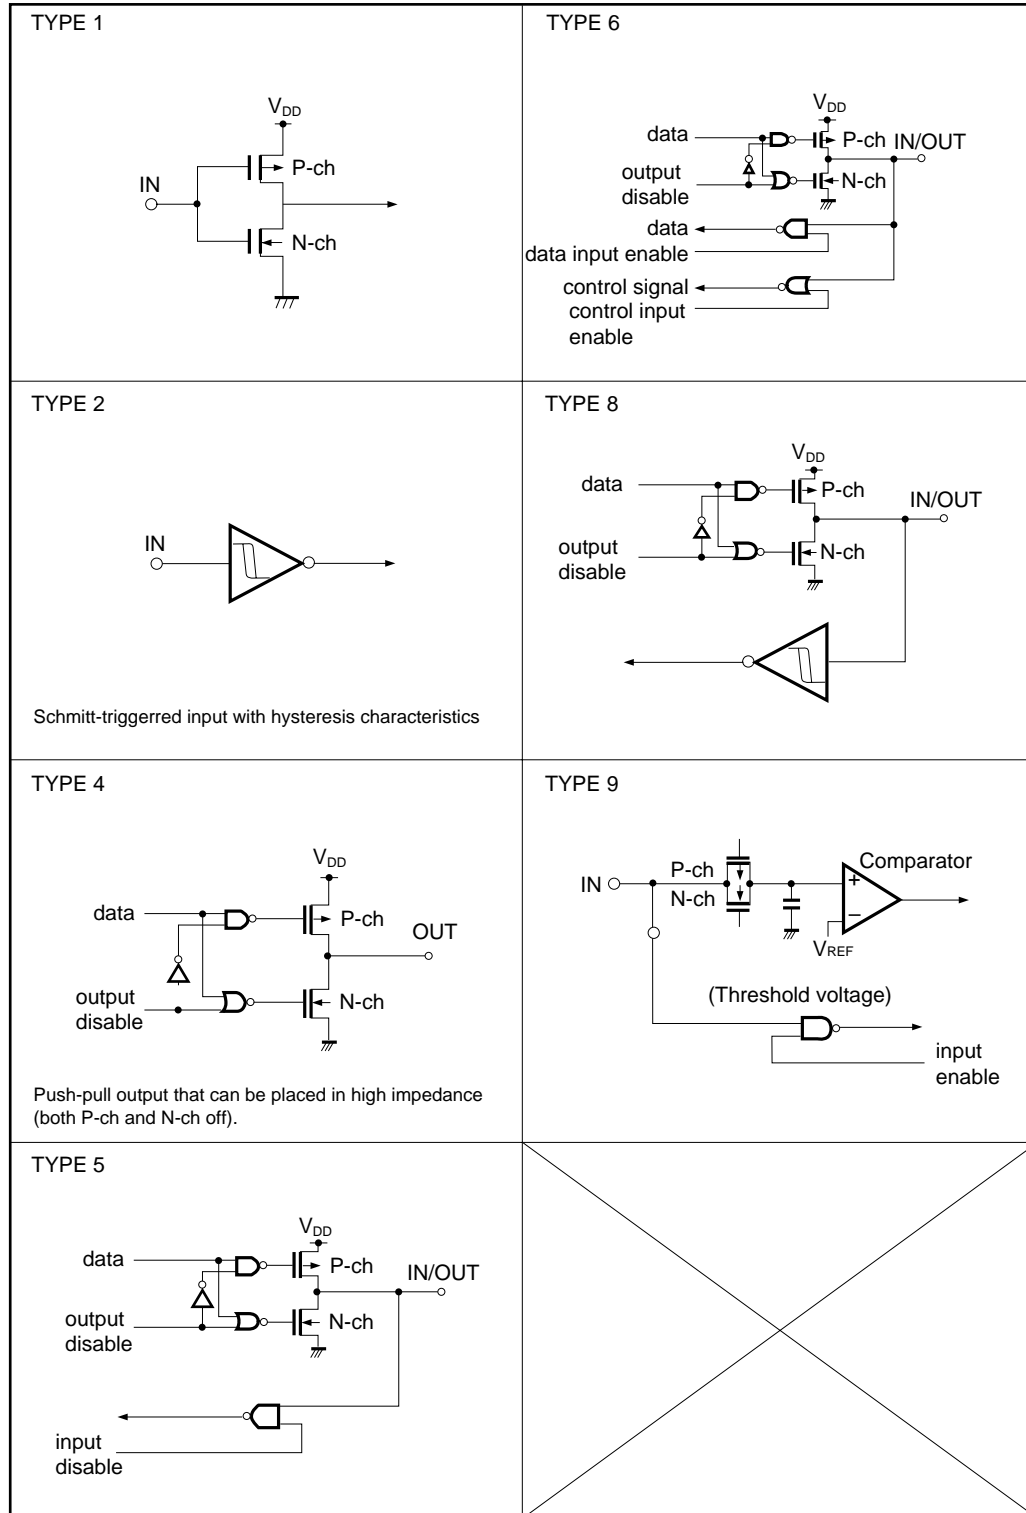 TYPE 1
VDD
P-ch
IN
N-ch
TYPE 2
IN
Schmitt-triggerred input with hysteresis characteristics
TYPE 4
VDD
data
P-ch
OUT
output
disable
N-ch
Push-pull output that can be placed in high impedance
(both P-ch and N-ch off).
TYPE 5
VDD
data
P-ch
IN/OUT
output
disable
N-ch
input
disable
TYPE 6
VDD
data
P-ch
IN/OUT
output
disable
N-ch
data
data input enable
control signal
control input
enable
TYPE 8
VDD
data
P-ch
IN/OUT
output
disable
N-ch
TYPE 9
Comparator
P-ch
IN
N-ch
+
−
VREF
(Threshold voltage)
input
enable